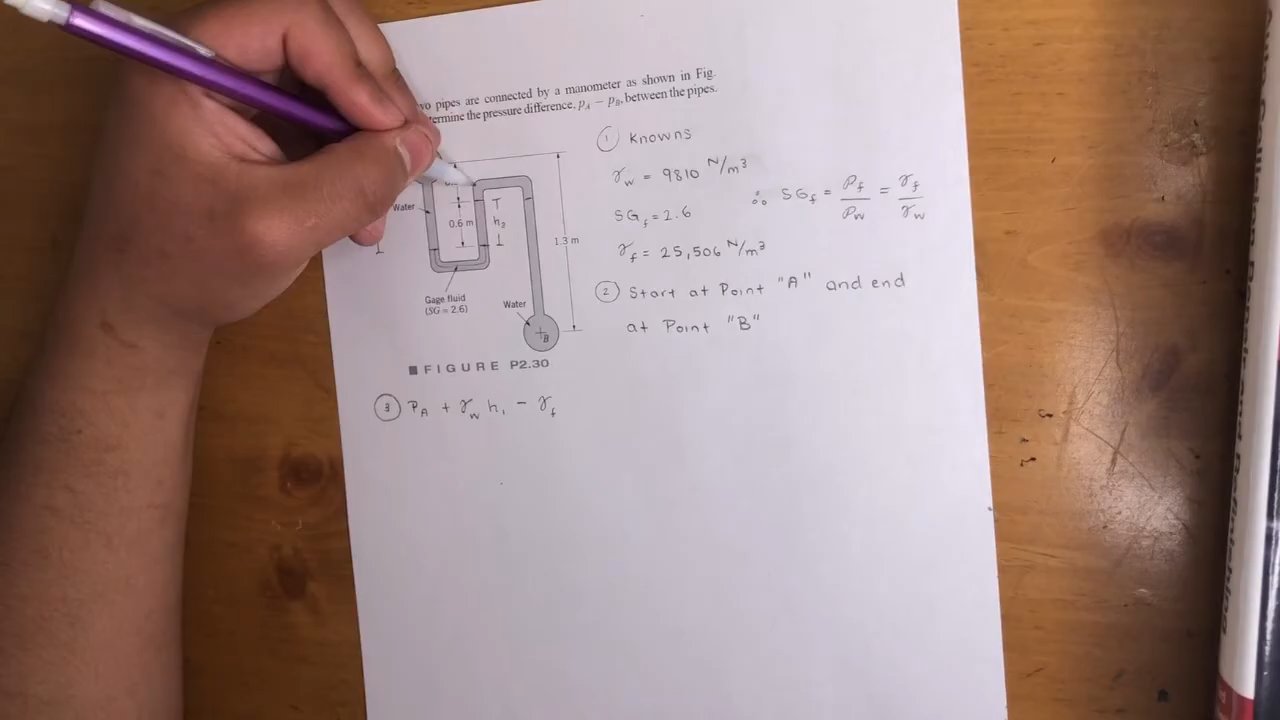 pipes are connected by a manometer as shown in Fig.
the pressure difference, pA − pB, between the pipes.
① Knowns
γw = 9810 N/m³
SGf = 2.6
∴ SGf = ρf/ρw = γf/γw
γf = 25,506 N/m³
② Start at Point "A" and end
at Point "B"
Water
0.6 m
h₂
1.3 m
Gage fluid
(SG = 2.6)
Water
B
FIGURE P2.30
③ PA + γw h₁ − γf